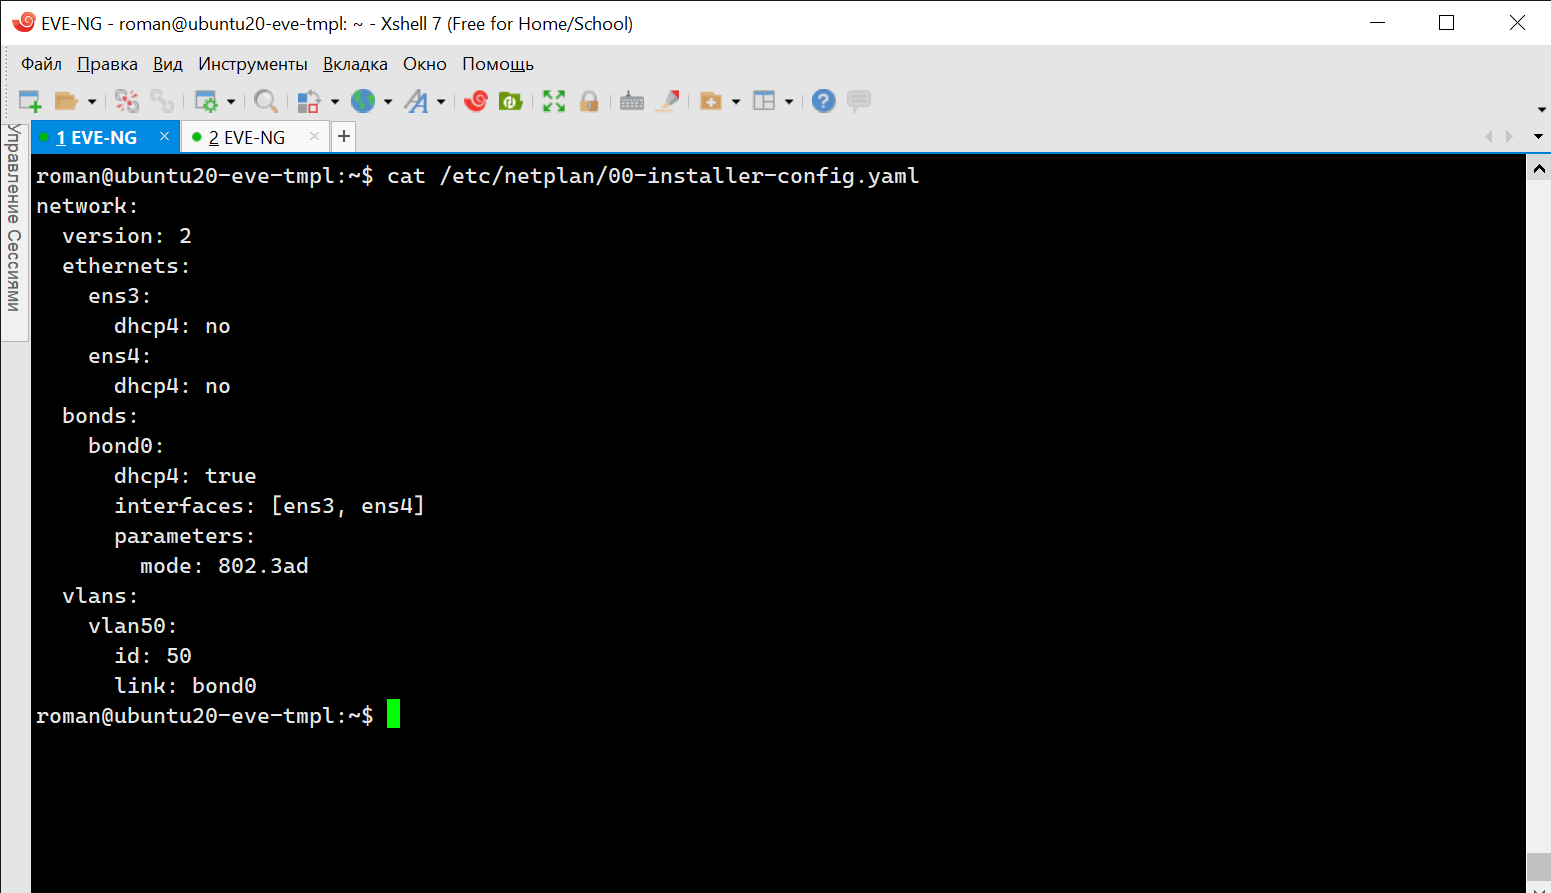 EVE-NG - roman@ubuntu20-eve-tmpl: ~ - Xshell 7 (Free for Home/School)
Файл Правка Вид Инструменты Вкладка Окно Помощь
1 EVE-NG × 2 EVE-NG × +
Управление Сессиями
roman@ubuntu20-eve-tmpl:~$ cat /etc/netplan/00-installer-config.yaml
network:
  version: 2
  ethernets:
    ens3:
      dhcp4: no
    ens4:
      dhcp4: no
  bonds:
    bond0:
      dhcp4: true
      interfaces: [ens3, ens4]
      parameters:
        mode: 802.3ad
  vlans:
    vlan50:
      id: 50
      link: bond0
roman@ubuntu20-eve-tmpl:~$